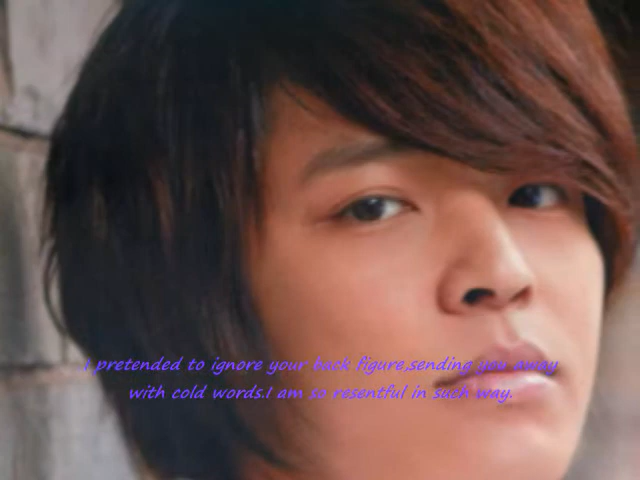 I pretended to ignore your back figure,sending you away
with cold words.I am so resentful in such way.